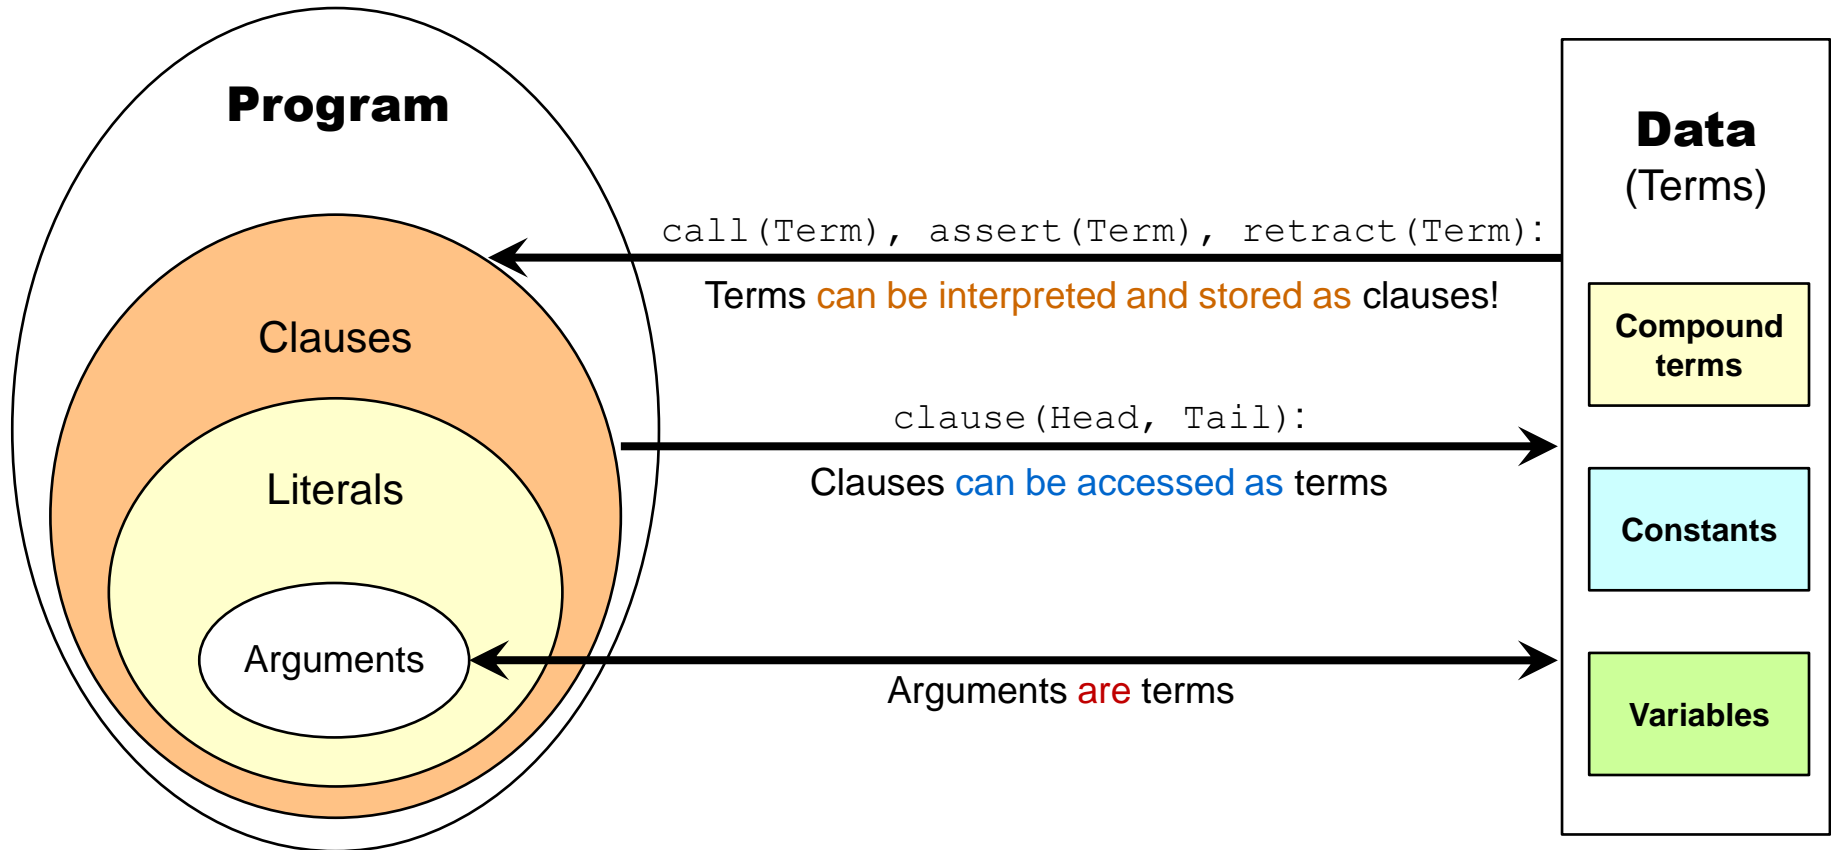 Program
Data
(Terms)
call(Term), assert(Term), retract(Term):
Terms can be interpreted and stored as clauses!
Clauses
Compound
terms
clause(Head, Tail):
Clauses can be accessed as terms
Literals
Constants
Arguments
Arguments are terms
Variables